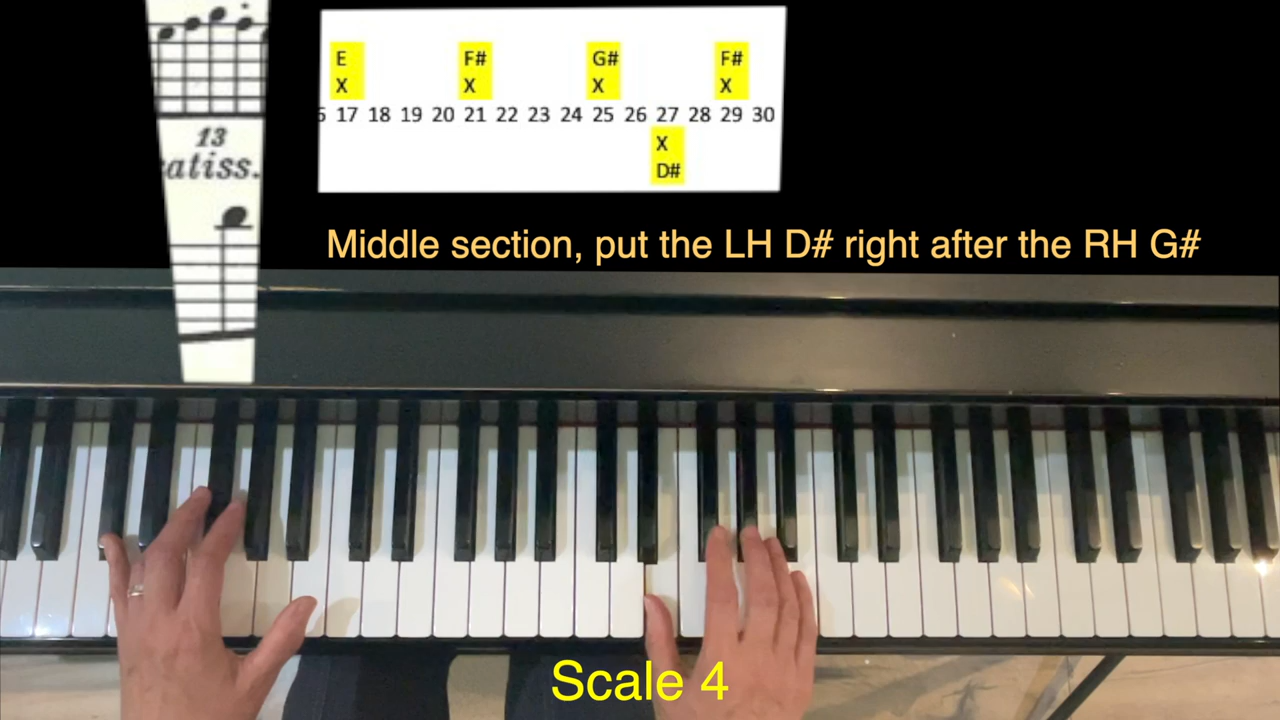 E F# G# F#
X X X X
17 18 19 20 21 22 23 24 25 26 27 28 29 30
X
D#
13
atiss.
Middle section, put the LH D# right after the RH G#
Scale 4